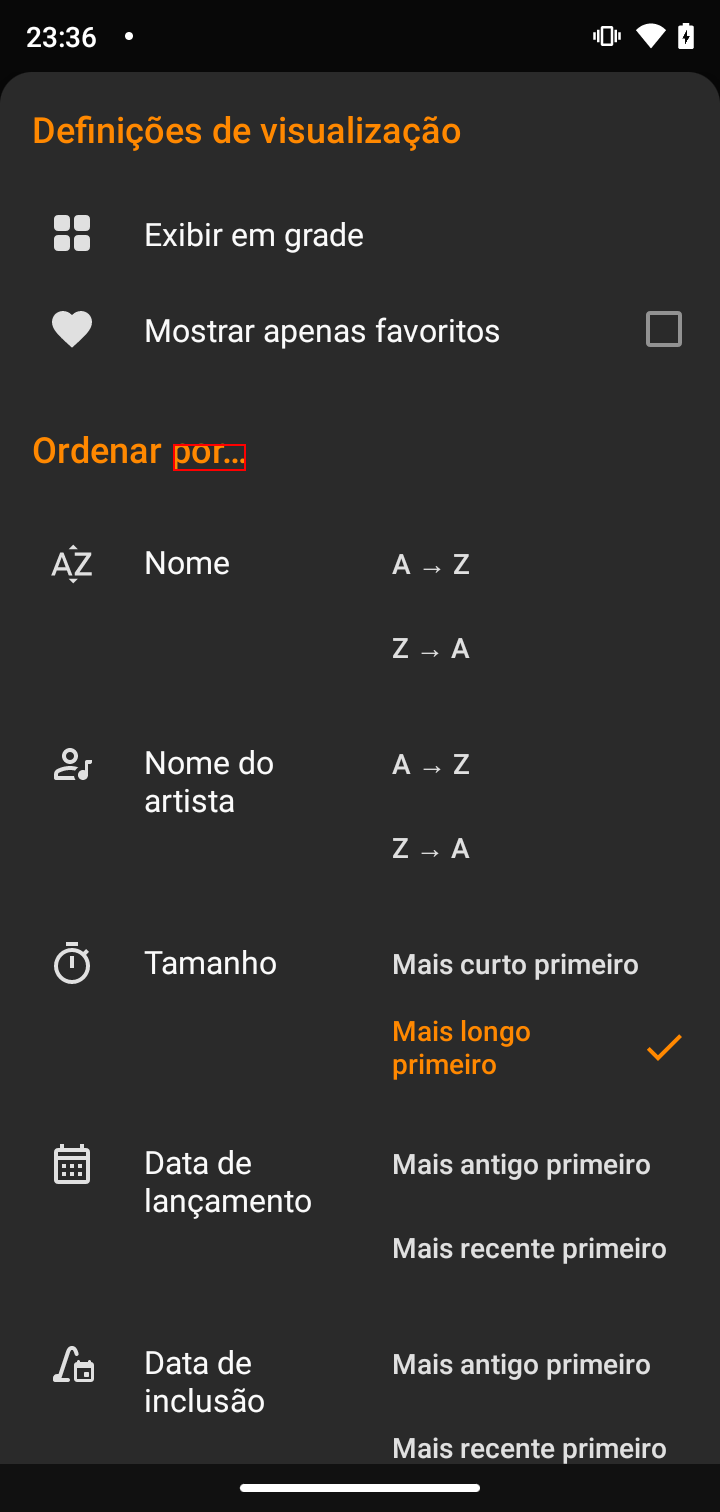 23:36
Definições de visualização
Exibir em grade
Mostrar apenas favoritos
Ordenar por...
Nome
A → Z
Z → A
Nome do
artista
A → Z
Z → A
Tamanho
Mais curto primeiro
Mais longo
primeiro
Data de
lançamento
Mais antigo primeiro
Mais recente primeiro
Data de
inclusão
Mais antigo primeiro
Mais recente primeiro